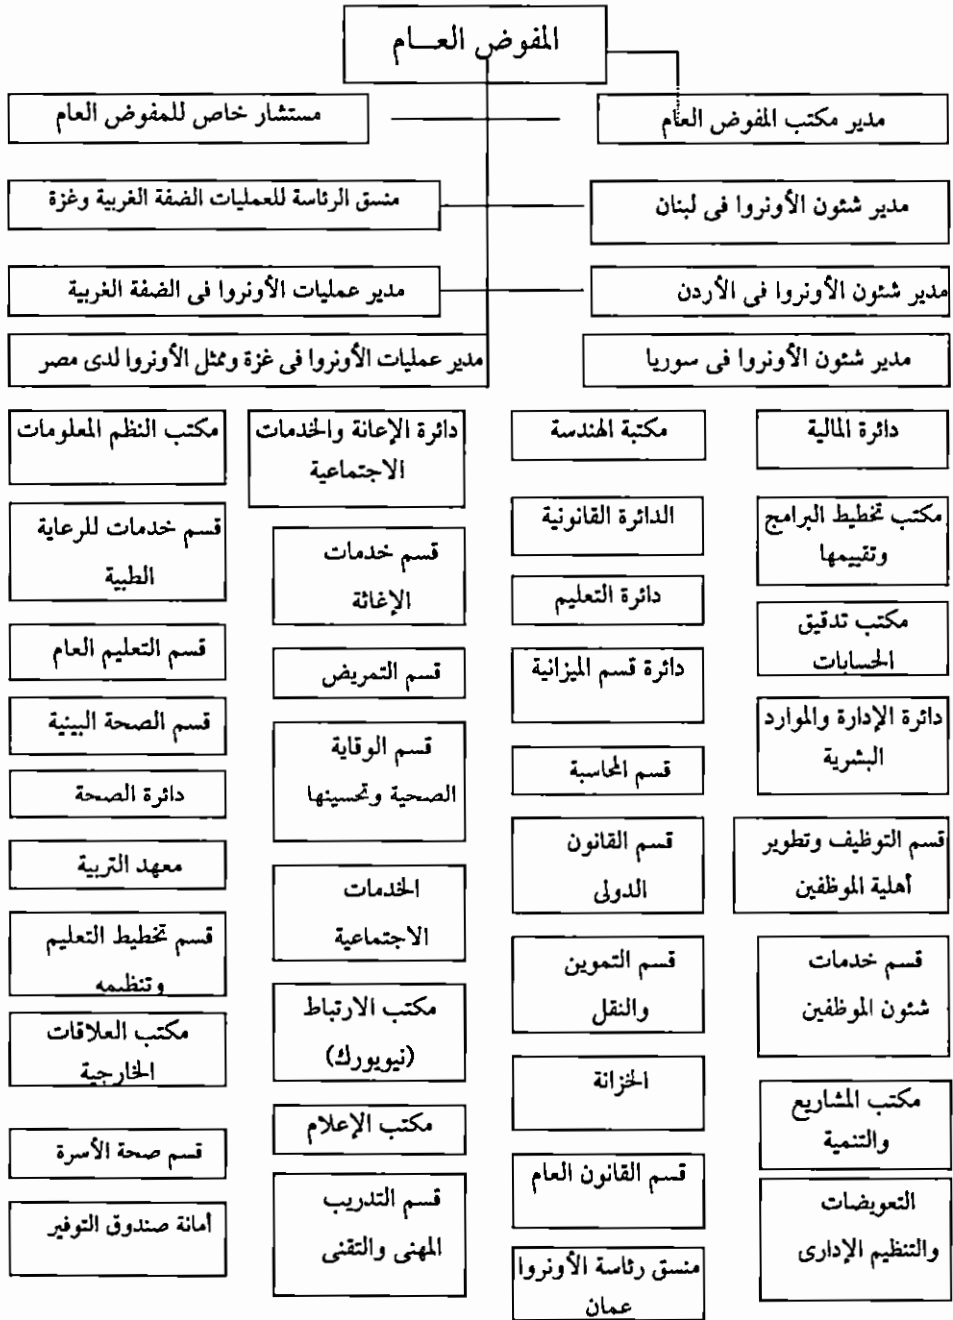 المفوض العـــام
مدير مكتب المفوض العام
مستشار خاص للمفوض العام
مدير شئون الأونروا فى لبنان
منسق الرئاسة للعمليات الضفة الغربية وغزة
مدير شئون الأونروا فى الأردن
مدير عمليات الأونروا فى الضفة الغربية
مدير شئون الأونروا فى سوريا
مدير عمليات الأونروا فى غزة وممثل الأونروا لدى مصر
دائرة المالية
مكتب تخطيط البرامج
وتقييمها
مكتب تدقيق
الحسابات
دائرة الإدارة والموارد
البشرية
قسم التوظيف وتطوير
أهلية الموظفين
قسم خدمات
شئون الموظفين
مكتب المشاريع
والتنمية
التعويضات
والتنظيم الإدارى
مكتبة الهندسة
الدائرة القانونية
دائرة التعليم
دائرة قسم الميزانية
قسم المحاسبة
قسم القانون
الدولى
قسم التموين
والنقل
الخزانة
قسم القانون العام
منسق رئاسة الأونروا
عمان
دائرة الإعانة والخدمات
الاجتماعية
قسم خدمات
الإغاثة
قسم التمريض
قسم الوقاية
الصحية وتحسينها
الخدمات
الاجتماعية
مكتب الارتباط
(نيويورك)
مكتب الإعلام
قسم التدريب
المهنى والتقنى
مكتب النظم المعلومات
قسم خدمات للرعاية
الطبية
قسم التعليم العام
قسم الصحة البينية
دائرة الصحة
معهد التربية
قسم تخطيط التعليم
وتنظيمه
مكتب العلاقات
الخارجية
قسم صحة الأسرة
أمانة صندوق التوفير